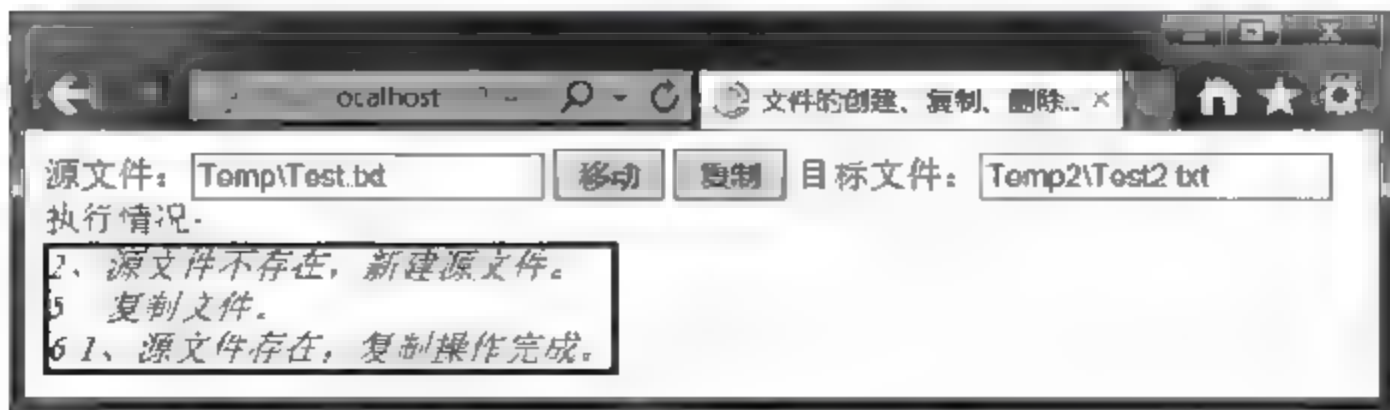 ocalhost
文件的创建、复制、删除..
源文件: Temp\Test.txt 移动 复制 目标文件: Temp2\Test2.txt
执行情况:
2、源文件不存在，新建源文件。
5 复制文件。
6 1、源文件存在，复制操作完成。